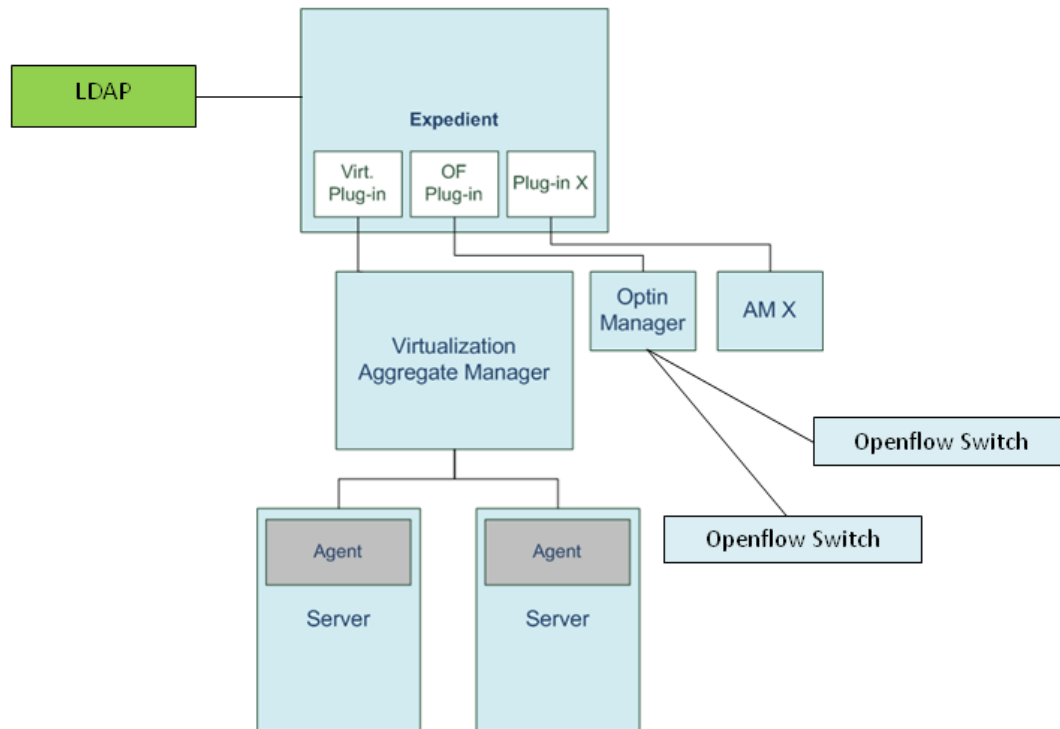 LDAP
Expedient
Virt.
Plug-in
OF
Plug-in
Plug-in X
Virtualization
Aggregate Manager
Optin
Manager
AM X
Openflow Switch
Openflow Switch
Agent
Server
Agent
Server